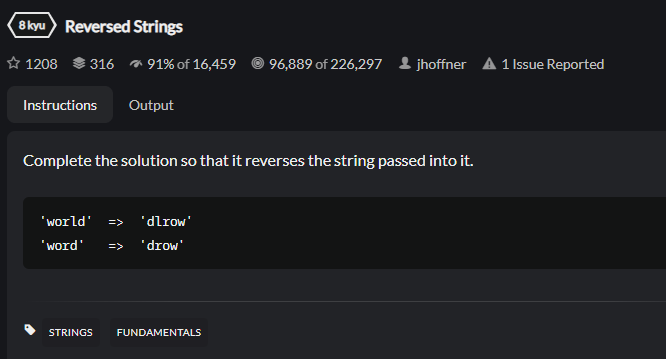 8 kyu Reversed Strings
1208 316 91% of 16,459 96,889 of 226,297 jhoffner 1 Issue Reported
Instructions Output
Complete the solution so that it reverses the string passed into it.
'world' => 'dlrow'
'word' => 'drow'
STRINGS FUNDAMENTALS